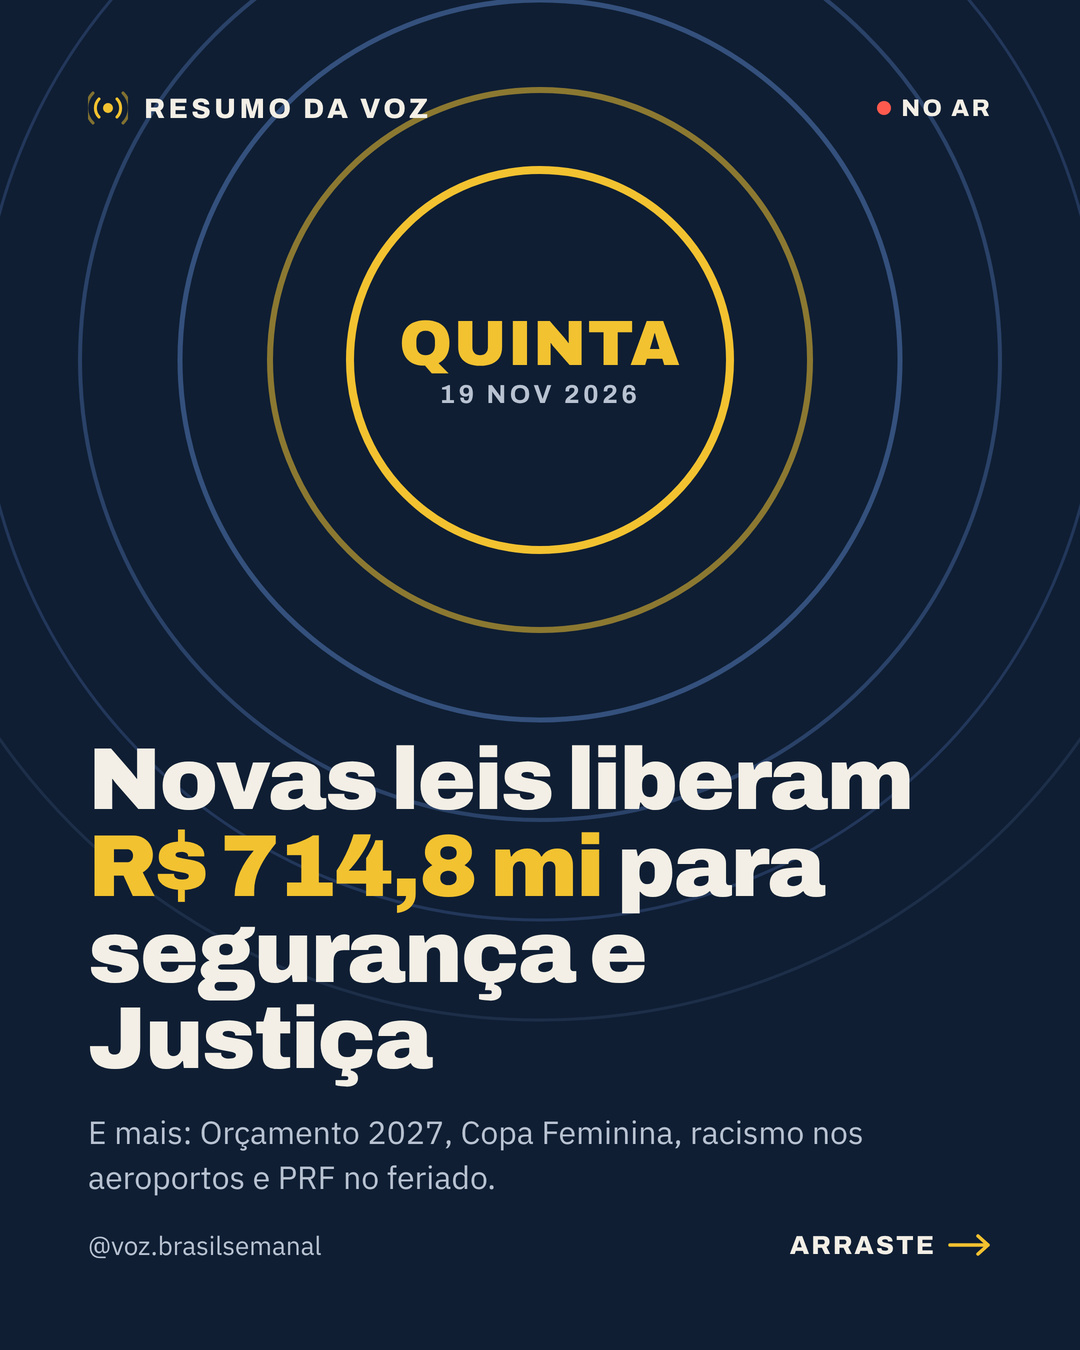 RESUMO DA VOZ
NO AR
QUINTA
19 NOV 2026
Novas leis liberam
R$ 714,8 mi para
segurança e
Justiça
E mais: Orçamento 2027, Copa Feminina, racismo nos
aeroportos e PRF no feriado.
@voz.brasilsemanal
ARRASTE